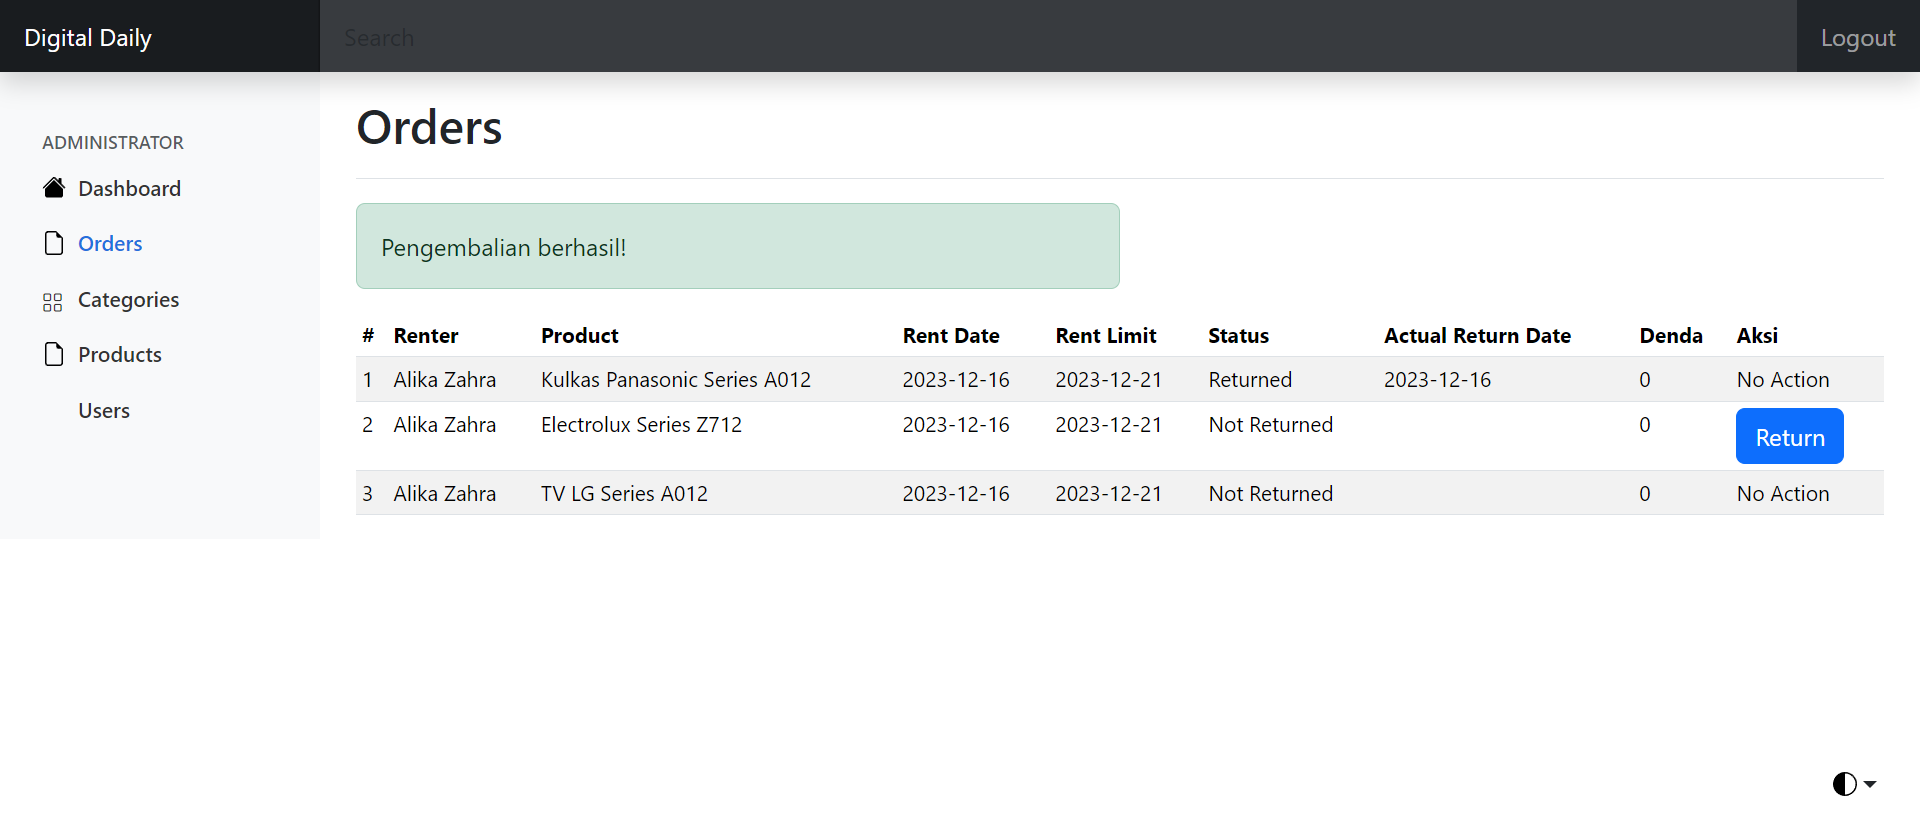 Digital Daily
Search
Logout
ADMINISTRATOR
Dashboard
Orders
Categories
Products
Users
Orders
Pengembalian berhasil!
# Renter Product Rent Date Rent Limit Status Actual Return Date Denda Aksi
1 Alika Zahra Kulkas Panasonic Series A012 2023-12-16 2023-12-21 Returned 2023-12-16 0 No Action
2 Alika Zahra Electrolux Series Z712 2023-12-16 2023-12-21 Not Returned 0 Return
3 Alika Zahra TV LG Series A012 2023-12-16 2023-12-21 Not Returned 0 No Action